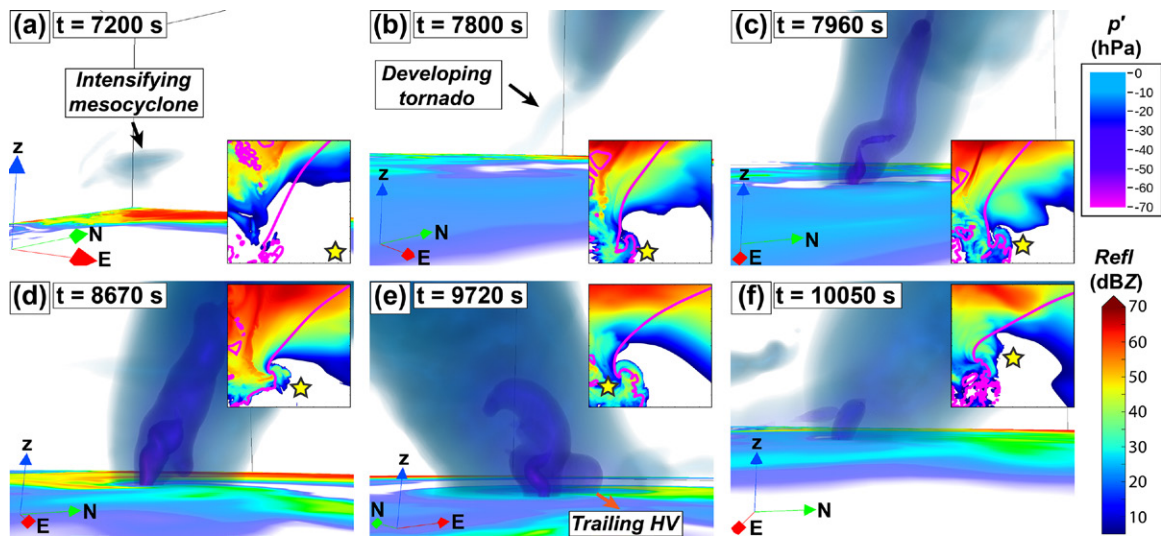 (a) t = 7200 s
Intensifying
mesocyclone
z
N
E
(b) t = 7800 s
Developing
tornado
z
N
E
(c) t = 7960 s
z
N
E
p'
(hPa)
0
-10
-20
-30
-40
-50
-60
-70
(d) t = 8670 s
z
N
E
(e) t = 9720 s
z
N
E
Trailing HV
(f) t = 10050 s
z
N
E
Refl
(dBZ)
70
60
50
40
30
20
10